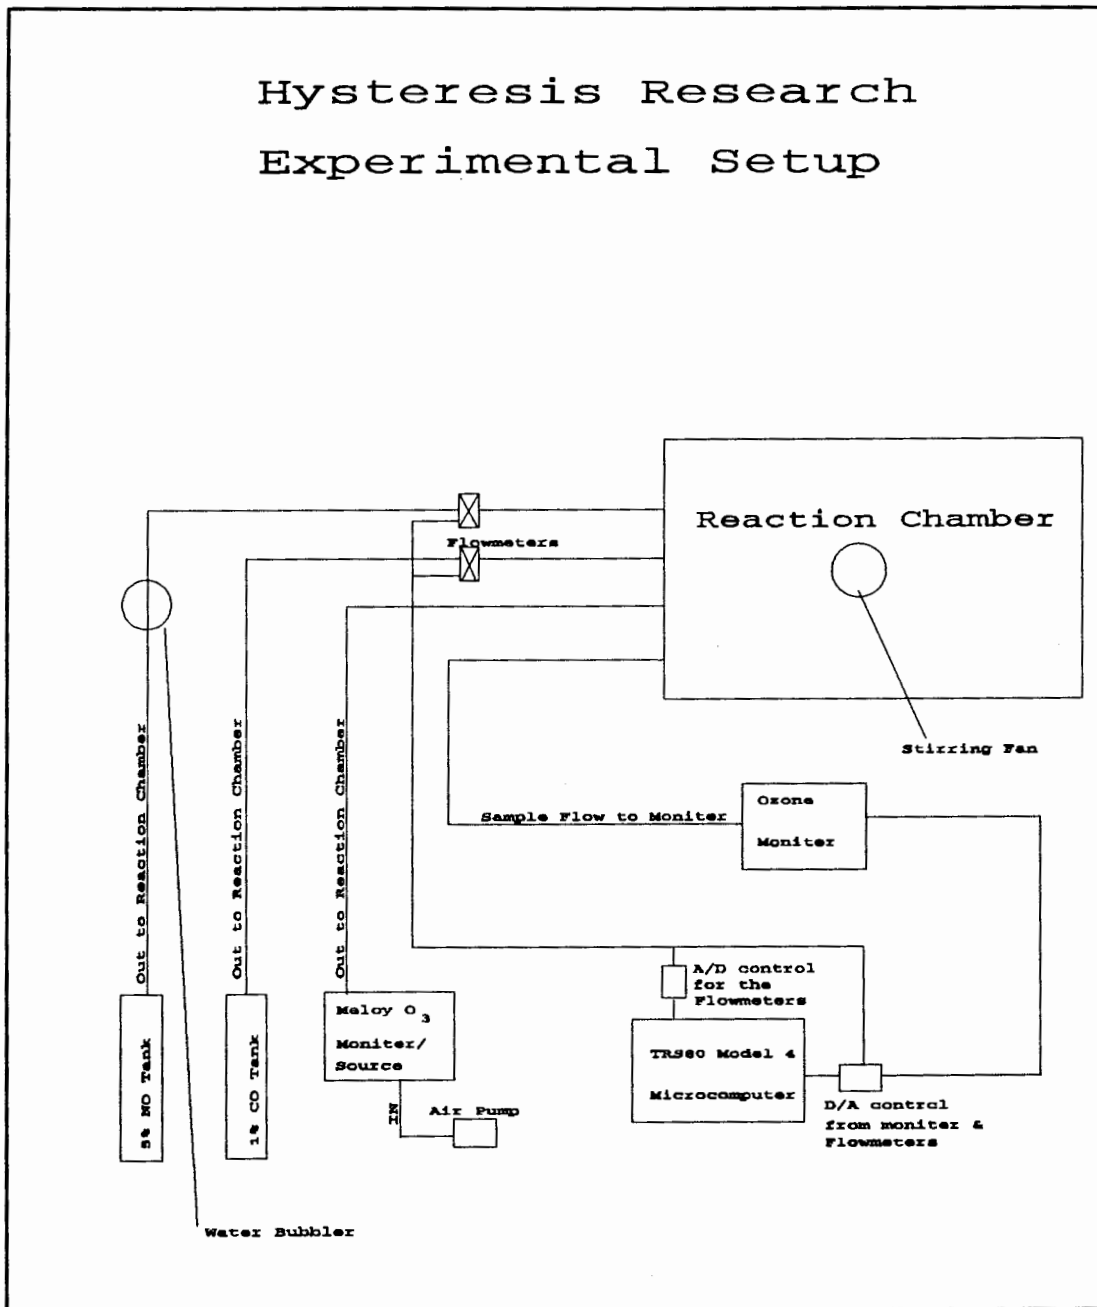 Hysteresis Research
Experimental Setup
Reaction Chamber
Flowmeters
Stirring Fan
Out to Reaction Chamber
Out to Reaction Chamber
Out to Reaction Chamber
Sample Flow to Moniter
Ozone
Moniter
A/D control
for the
Flowmeters
5% NO Tank
1% CO Tank
Meloy O3
Moniter/
Source
IN
Air Pump
TRS80 Model 4
Microcomputer
D/A control
from moniter &
Flowmeters
Water Bubbler